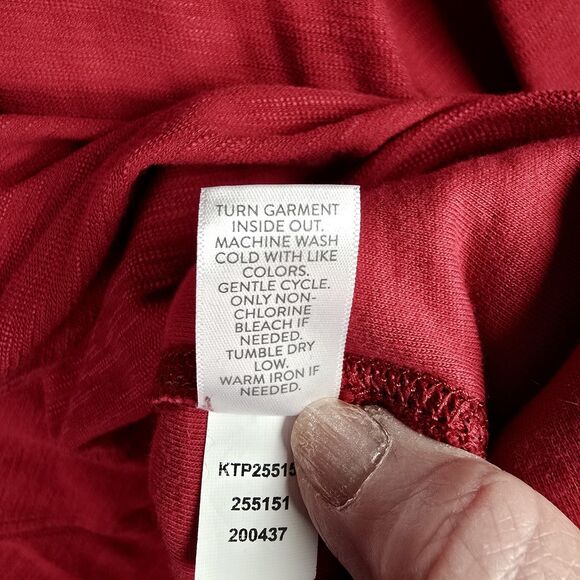 TURN GARMENT
INSIDE OUT.
MACHINE WASH
COLD WITH LIKE
COLORS.
GENTLE CYCLE.
ONLY NON-
CHLORINE
BLEACH IF
NEEDED.
TUMBLE DRY
LOW.
WARM IRON IF
NEEDED.
255151
200437